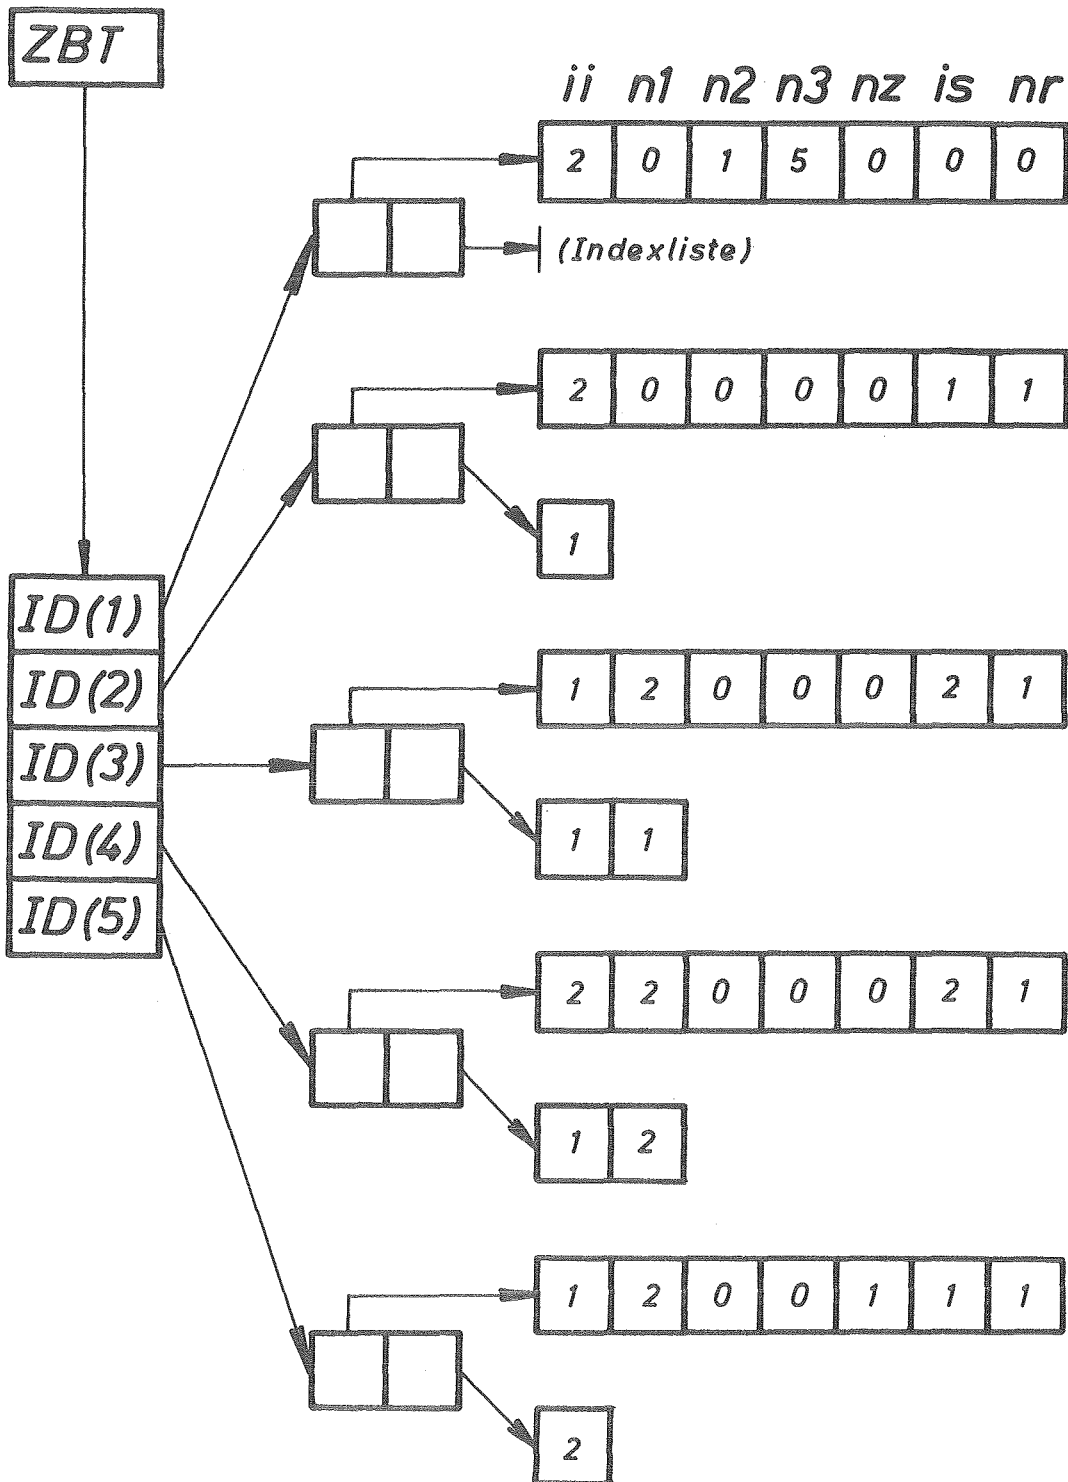 ZBT
ii n1 n2 n3 nz is nr
2 0 1 5 0 0 0
(Indexliste)
2 0 0 0 0 1 1
1
ID(1)
ID(2)
ID(3)
ID(4)
ID(5)
1 2 0 0 0 2 1
1 1
2 2 0 0 0 2 1
1 2
1 2 0 0 1 1 1
2